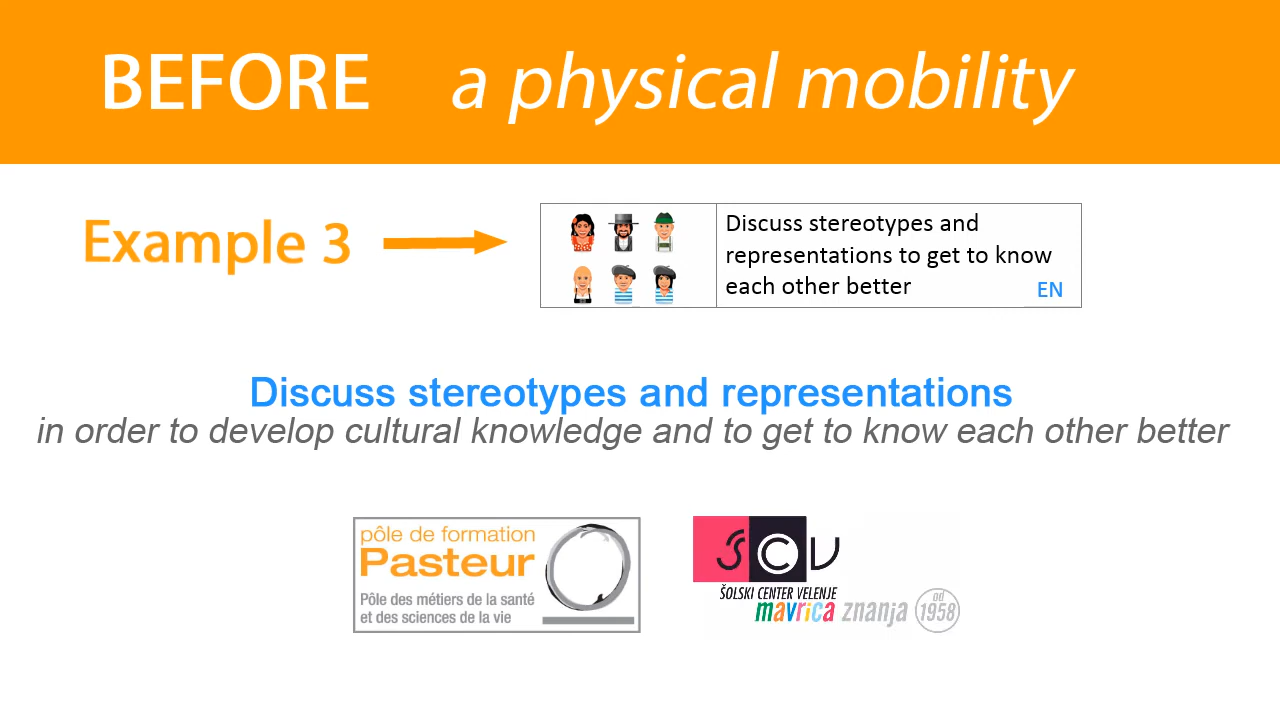 BEFORE a physical mobility
Example 3
Discuss stereotypes and
representations to get to know
each other better
EN
Discuss stereotypes and representations
in order to develop cultural knowledge and to get to know each other better
pôle de formation
Pasteur
Pôle des métiers de la santé
et des sciences de la vie
ŠCV
ŠOLSKI CENTER VELENJE
mavrica znanja
od
1958